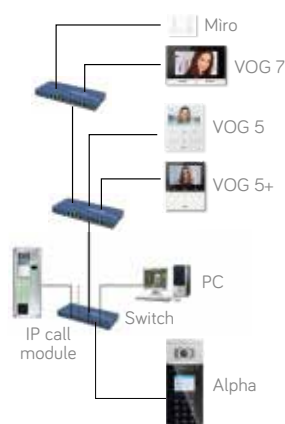 Miro
VOG 7
VOG 5
VOG 5+
PC
Switch
IP call
module
Alpha